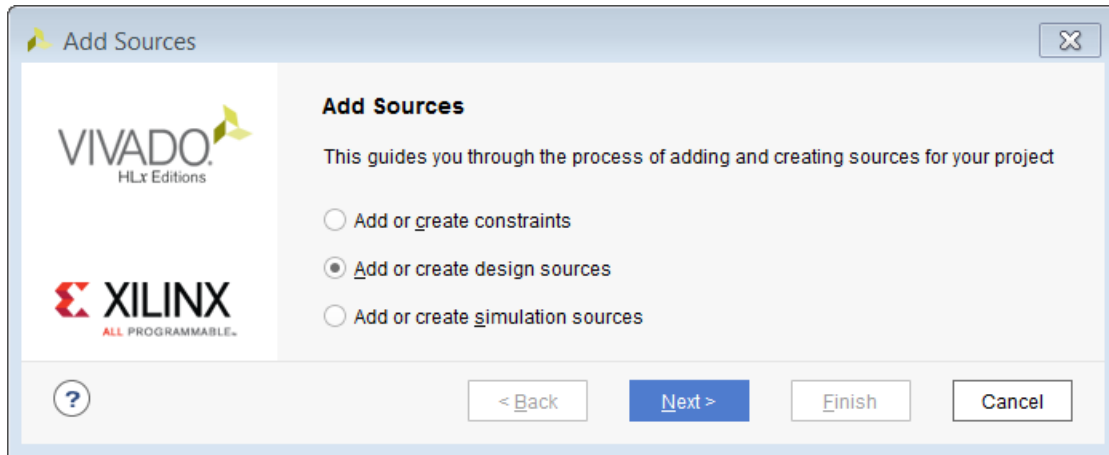 Add Sources
VIVADO.
HLx Editions
XILINX
ALL PROGRAMMABLE™
Add Sources
This guides you through the process of adding and creating sources for your project
Add or create constraints
Add or create design sources
Add or create simulation sources
?
< Back
Next >
Finish
Cancel